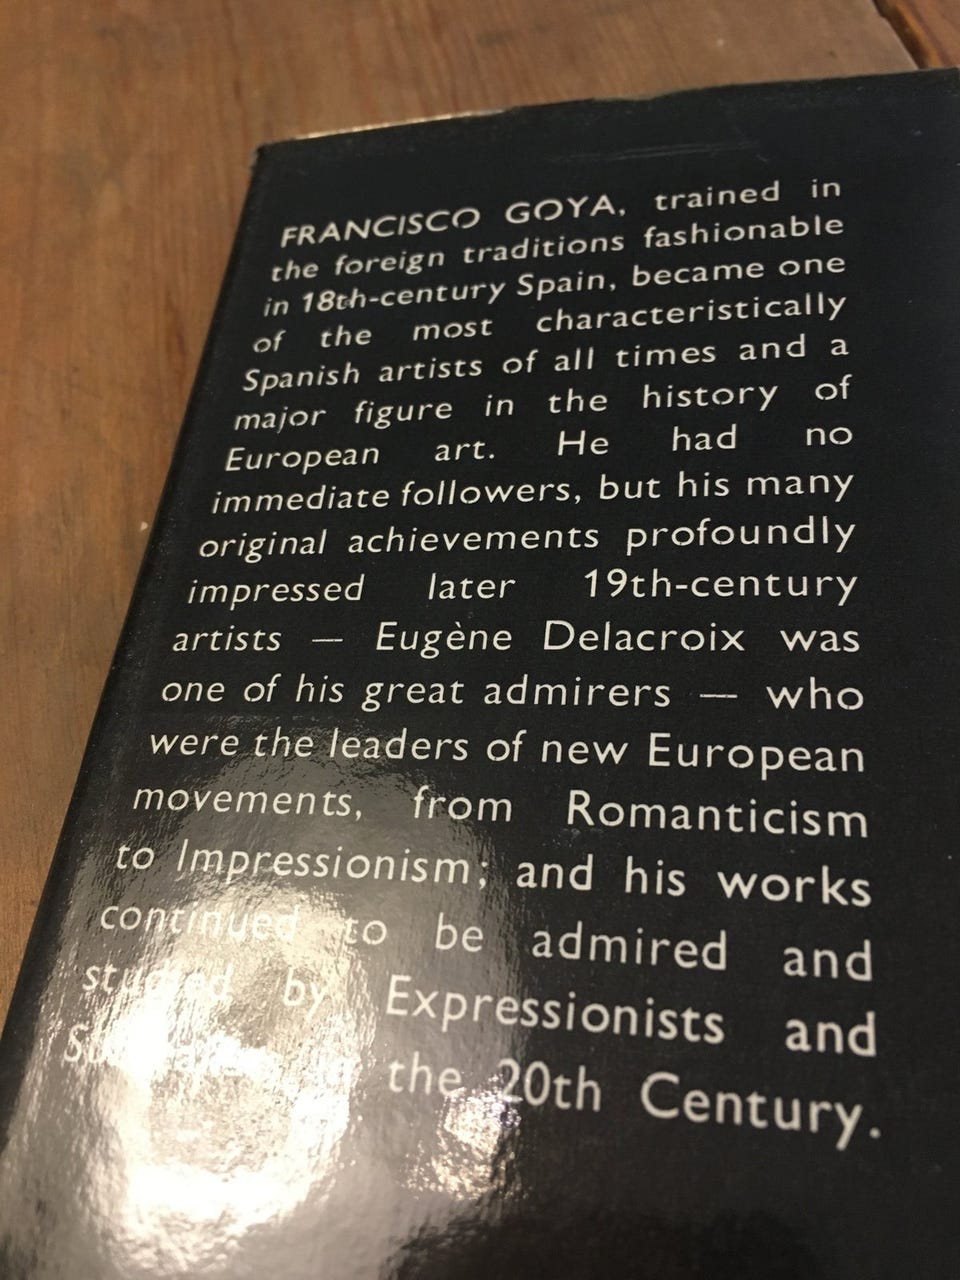 FRANCISCO GOYA, trained in
the foreign traditions fashionable
in 18th-century Spain, became one
of the most characteristically
Spanish artists of all times and a
major figure in the history of
European art. He had no
immediate followers, but his many
original achievements profoundly
impressed later 19th-century
artists — Eugène Delacroix was
one of his great admirers — who
were the leaders of new European
movements, from Romanticism
to Impressionism; and his works
continued to be admired and
studied by Expressionists and
the 20th Century.